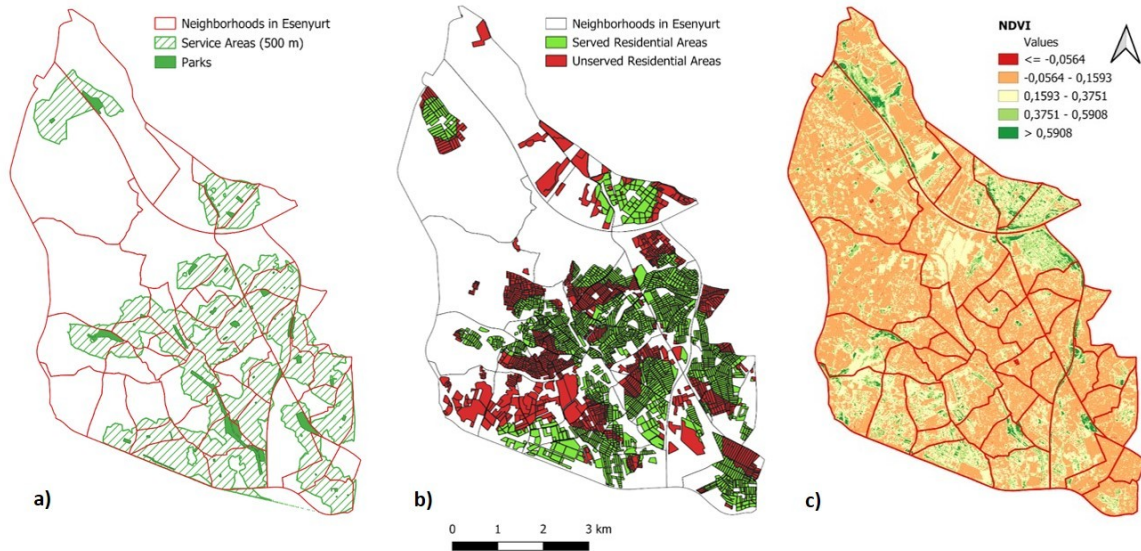 Neighborhoods in Esenyurt
Service Areas (500 m)
Parks
a)
Neighborhoods in Esenyurt
Served Residential Areas
Unserved Residential Areas
b)
0 1 2 3 km
NDVI
Values
<= -0,0564
-0,0564 - 0,1593
0,1593 - 0,3751
0,3751 - 0,5908
> 0,5908
c)